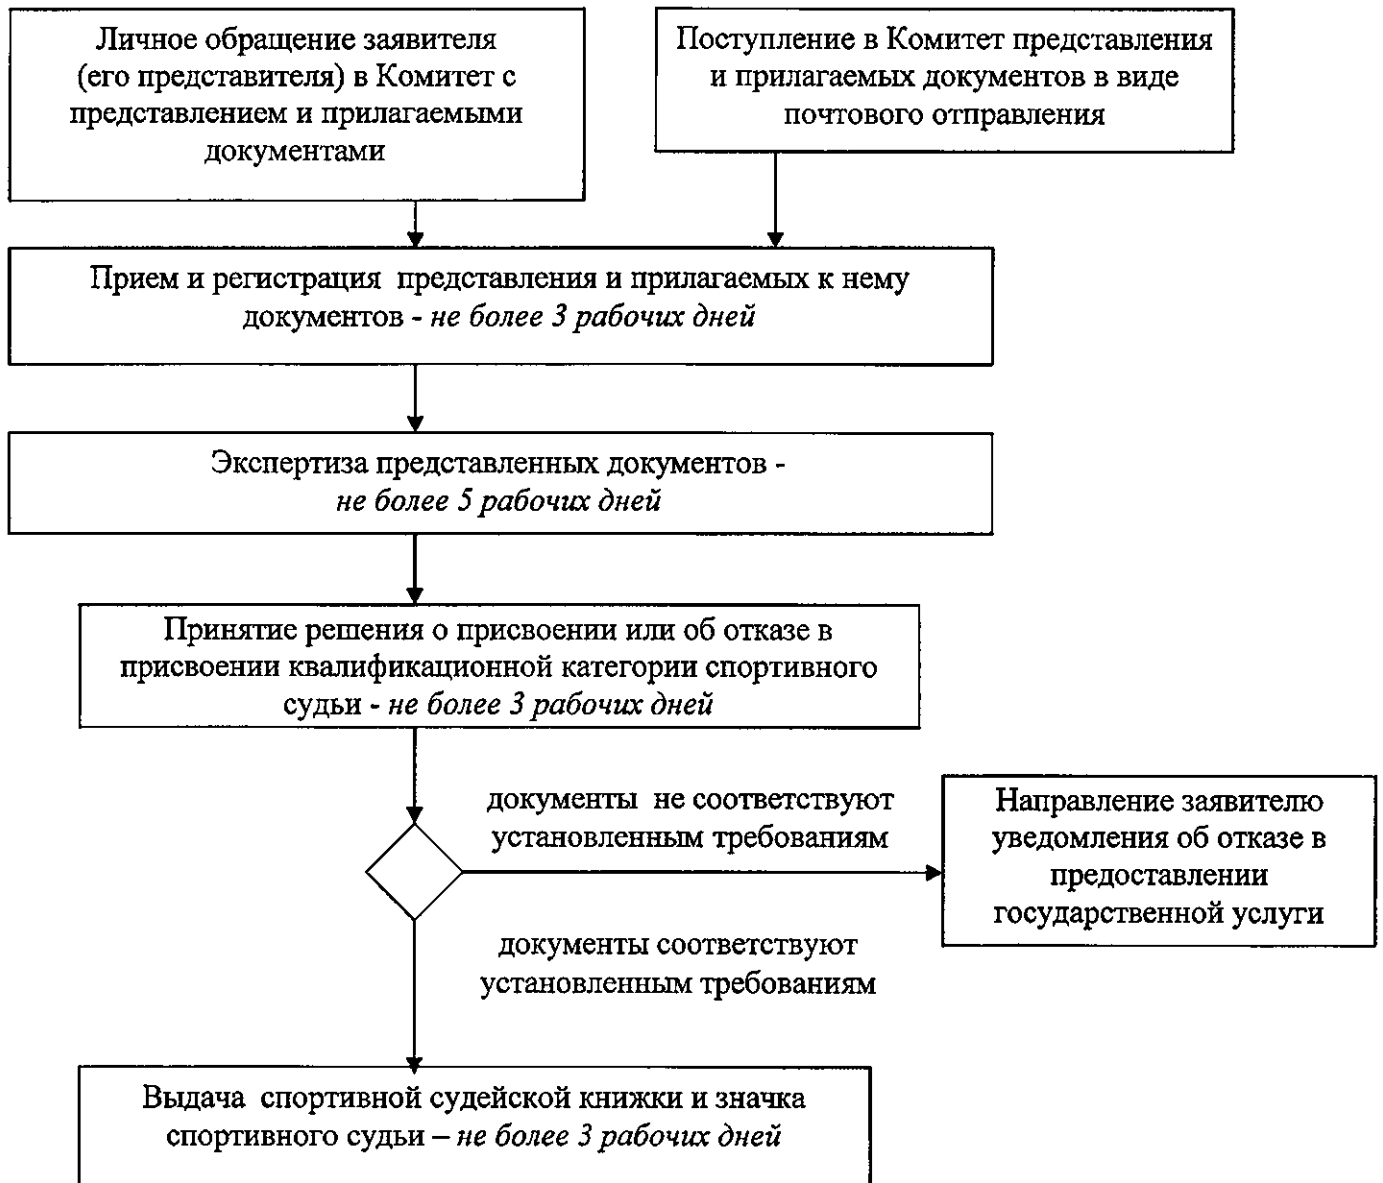 Личное обращение заявителя
(его представителя) в Комитет с
представлением и прилагаемыми
документами
Поступление в Комитет представления
и прилагаемых документов в виде
почтового отправления
Прием и регистрация представления и прилагаемых к нему
документов - не более 3 рабочих дней
Экспертиза представленных документов -
не более 5 рабочих дней
Принятие решения о присвоении или об отказе в
присвоении квалификационной категории спортивного
судьи - не более 3 рабочих дней
документы не соответствуют
установленным требованиям
Направление заявителю
уведомления об отказе в
предоставлении
государственной услуги
документы соответствуют
установленным требованиям
Выдача спортивной судейской книжки и значка
спортивного судьи – не более 3 рабочих дней